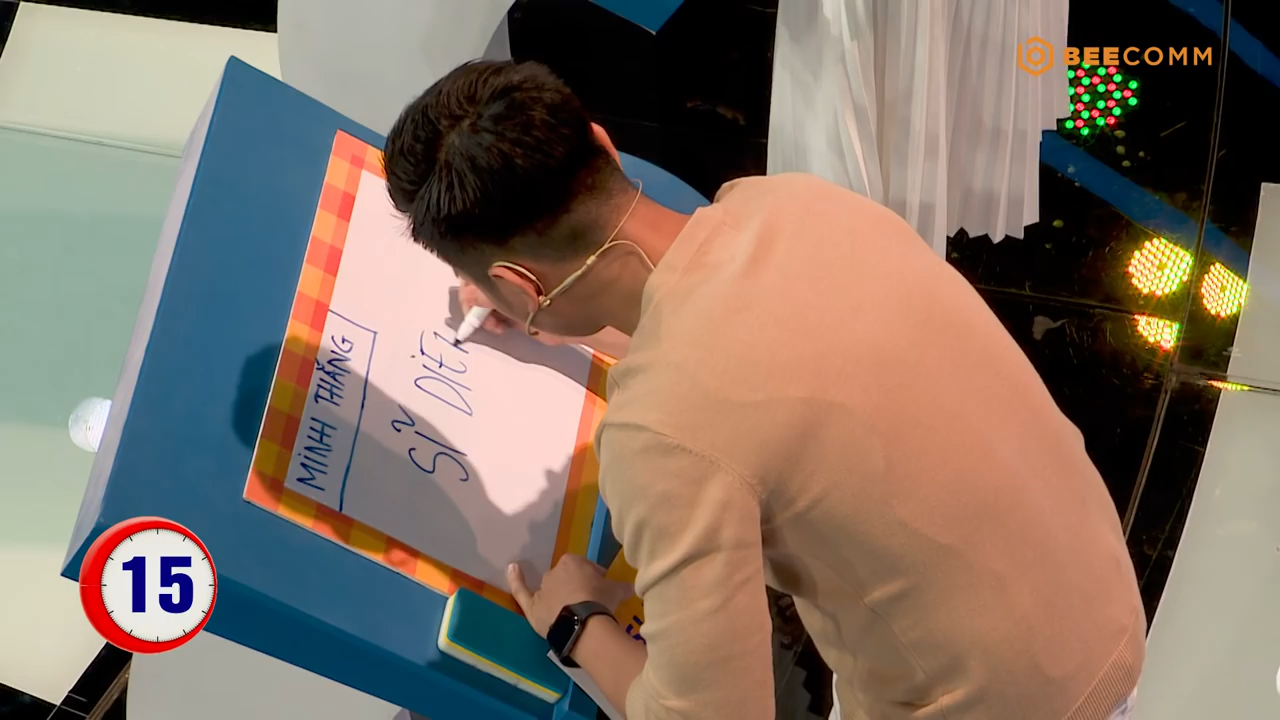 BEECOMM
MINH THẮNG
SĨ DIỆ
15